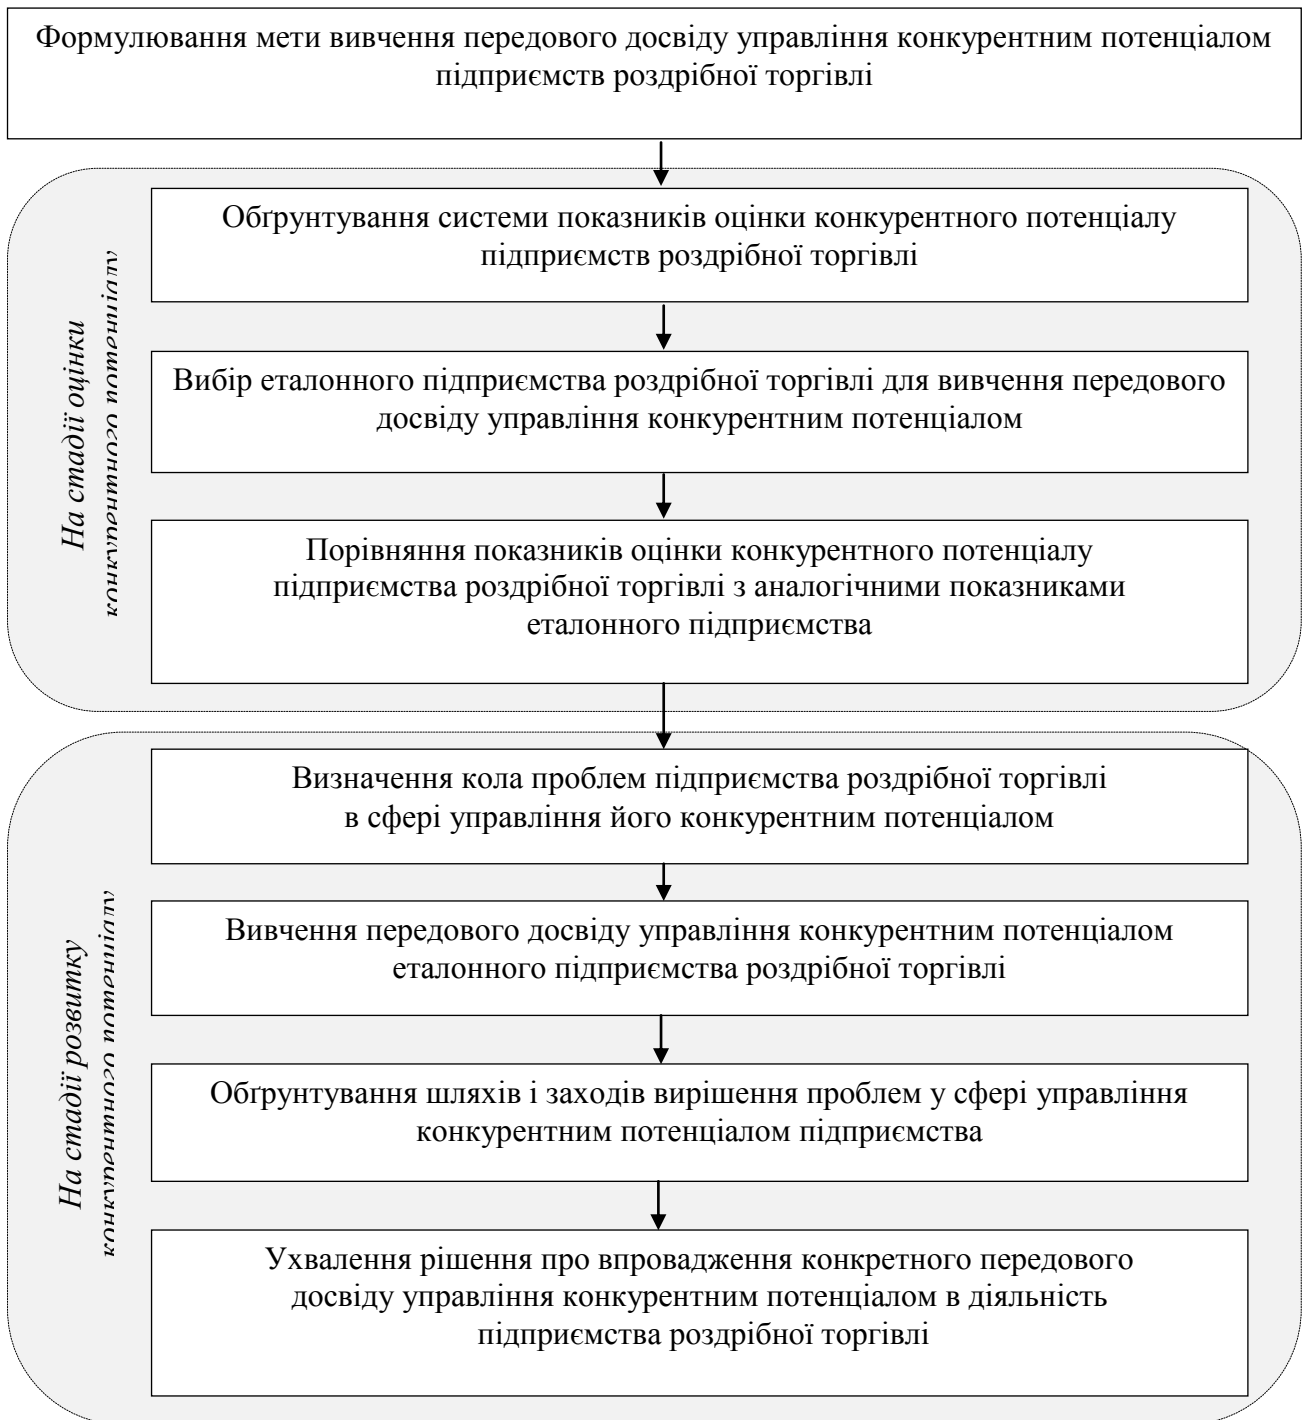 Формулювання мети вивчення передового досвіду управління конкурентним потенціалом
підприємств роздрібної торгівлі
На стадії оцінки
конкурентного потенціалу
Обґрунтування системи показників оцінки конкурентного потенціалу
підприємств роздрібної торгівлі
Вибір еталонного підприємства роздрібної торгівлі для вивчення передового
досвіду управління конкурентним потенціалом
Порівняння показників оцінки конкурентного потенціалу
підприємства роздрібної торгівлі з аналогічними показниками
еталонного підприємства
На стадії розвитку
конкурентного потенціалу
Визначення кола проблем підприємства роздрібної торгівлі
в сфері управління його конкурентним потенціалом
Вивчення передового досвіду управління конкурентним потенціалом
еталонного підприємства роздрібної торгівлі
Обґрунтування шляхів і заходів вирішення проблем у сфері управління
конкурентним потенціалом підприємства
Ухвалення рішення про впровадження конкретного передового
досвіду управління конкурентним потенціалом в діяльність
підприємства роздрібної торгівлі